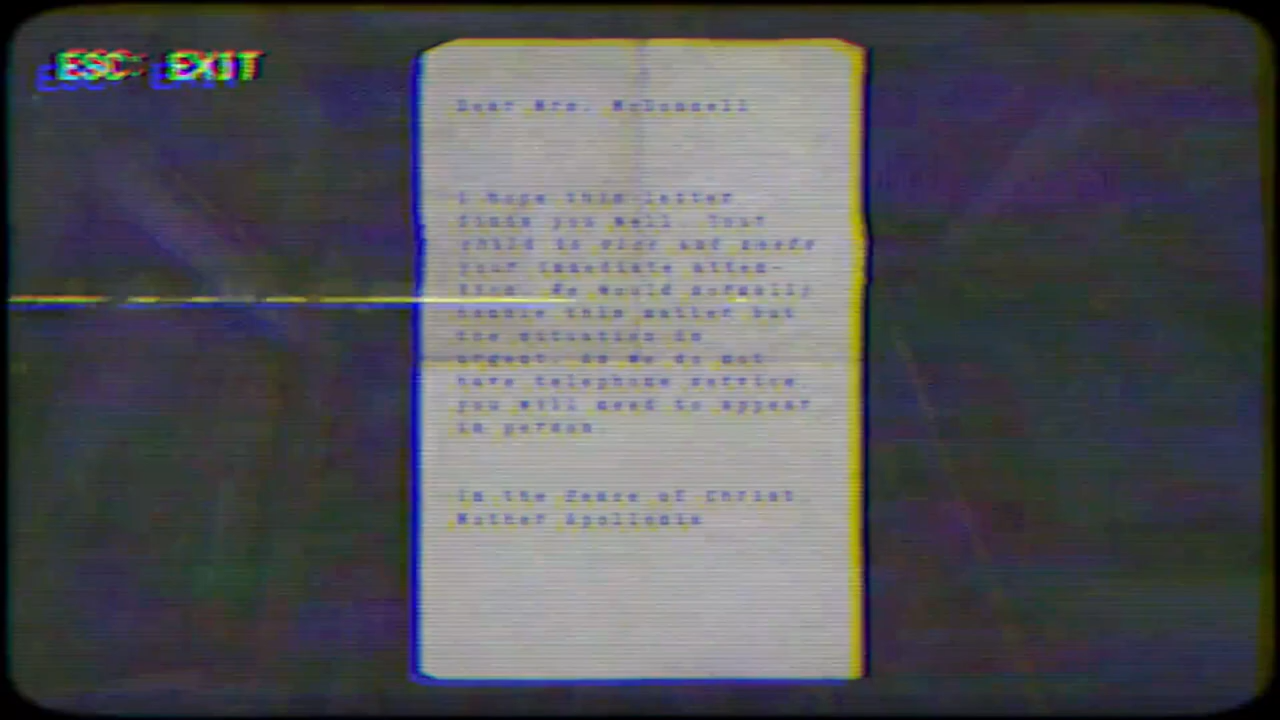 ESC: EXIT
Dear Mrs. McDonnell
I hope this letter
finds you well. Your
child is sick and needs
your immediate atten-
tion. We would normally
handle this matter but
the situation is
urgent. As we do not
have telephone service,
you will need to appear
in person.
In the Peace of Christ,
Mother Apollonia